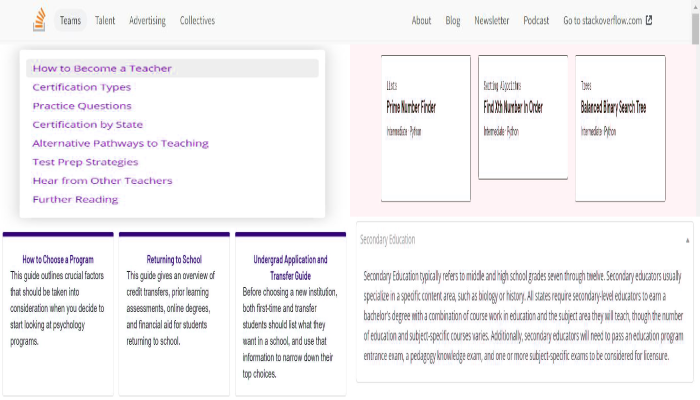 Teams Talent Advertising Collectives About Blog Newsletter Podcast Go to stackoverflow.com
How to Become a Teacher
Certification Types
Practice Questions
Certification by State
Alternative Pathways to Teaching
Test Prep Strategies
Hear from Other Teachers
Further Reading
Lists
Prime Number Finder
Intermediate Python
Sorting Algorithms
Find Xth Number In Order
Intermediate Python
Trees
Balanced Binary Search Tree
Intermediate Python
How to Choose a Program
This guide outlines crucial factors
that should be taken into
consideration when you decide to
start looking at psychology
programs.
Returning to School
This guide gives an overview of
credit transfers, prior learning
assessments, online degrees,
and financial aid for students
returning to school.
Undergrad Application and
Transfer Guide
Before choosing a new institution,
both first-time and transfer
students should list what they
want in a school, and use that
information to narrow down their
top choices.
Secondary Education
Secondary Education typically refers to middle and high school grades seven through twelve. Secondary educators usually
specialize in a specific content area, such as biology or history. All states require secondary-level educators to earn a
bachelor's degree with a combination of course work in education and the subject area they will teach, though the number
of education and subject-specific courses varies. Additionally, secondary educators will need to pass an education program
entrance exam, a pedagogy knowledge exam, and one or more subject-specific exams to be considered for licensure.